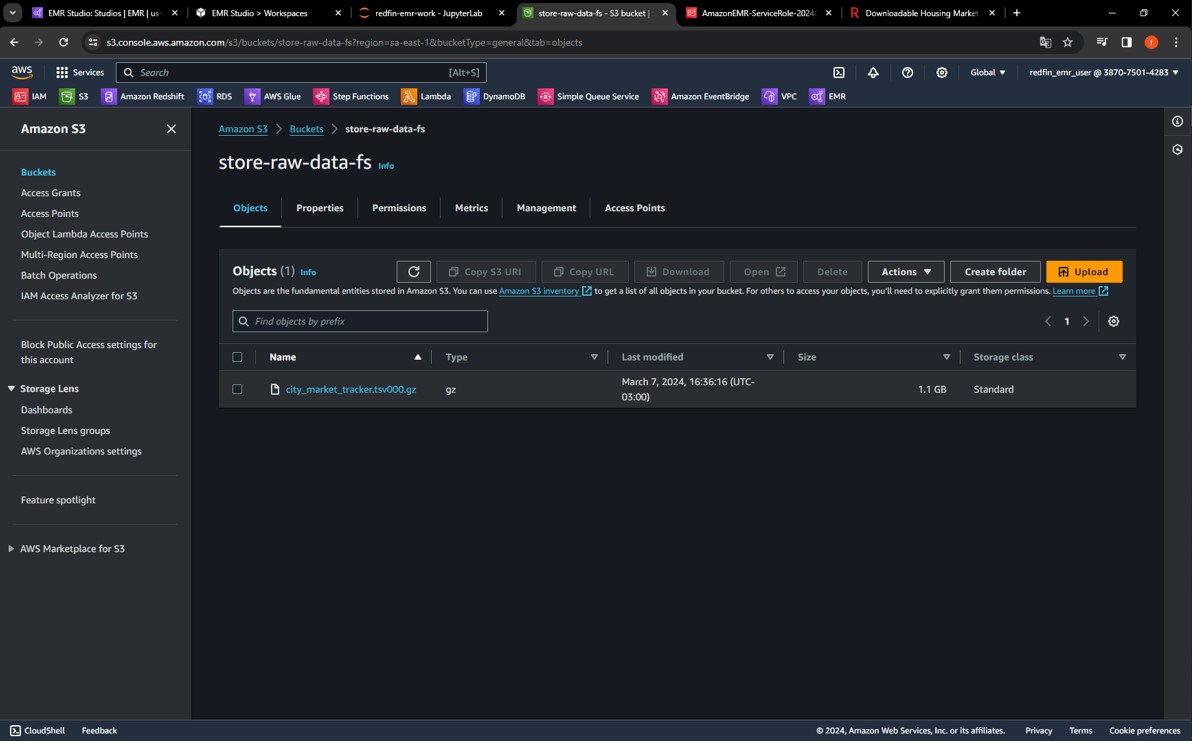 EMR Studio: Studios | EMR | us-
EMR Studio > Workspaces
redfin-emr-work - JupyterLab
store-raw-data-fs - S3 bucket |
AmazonEMR-ServiceRole-2024
Downloadable Housing Market
s3.console.aws.amazon.com/s3/buckets/store-raw-data-fs?region=sa-east-1&bucketType=general&tab=objects
aws
Services
Search
[Alt+S]
Global
redfin_emr_user @ 3870-7501-4283
IAM
S3
Amazon Redshift
RDS
AWS Glue
Step Functions
Lambda
DynamoDB
Simple Queue Service
Amazon EventBridge
VPC
EMR
Amazon S3
Buckets
Access Grants
Access Points
Object Lambda Access Points
Multi-Region Access Points
Batch Operations
IAM Access Analyzer for S3
Block Public Access settings for
this account
Storage Lens
Dashboards
Storage Lens groups
AWS Organizations settings
Feature spotlight
AWS Marketplace for S3
Amazon S3 > Buckets > store-raw-data-fs
store-raw-data-fs Info
Objects
Properties
Permissions
Metrics
Management
Access Points
Objects (1) Info
Copy S3 URI
Copy URL
Download
Open
Delete
Actions
Create folder
Upload
Objects are the fundamental entities stored in Amazon S3. You can use Amazon S3 inventory to get a list of all objects in your bucket. For others to access your objects, you'll need to explicitly grant them permissions. Learn more
Find objects by prefix
1
Name
Type
Last modified
Size
Storage class
city_market_tracker.tsv000.gz
gz
March 7, 2024, 16:36:16 (UTC-
03:00)
1.1 GB
Standard
CloudShell
Feedback
© 2024, Amazon Web Services, Inc. or its affiliates.
Privacy
Terms
Cookie preferences